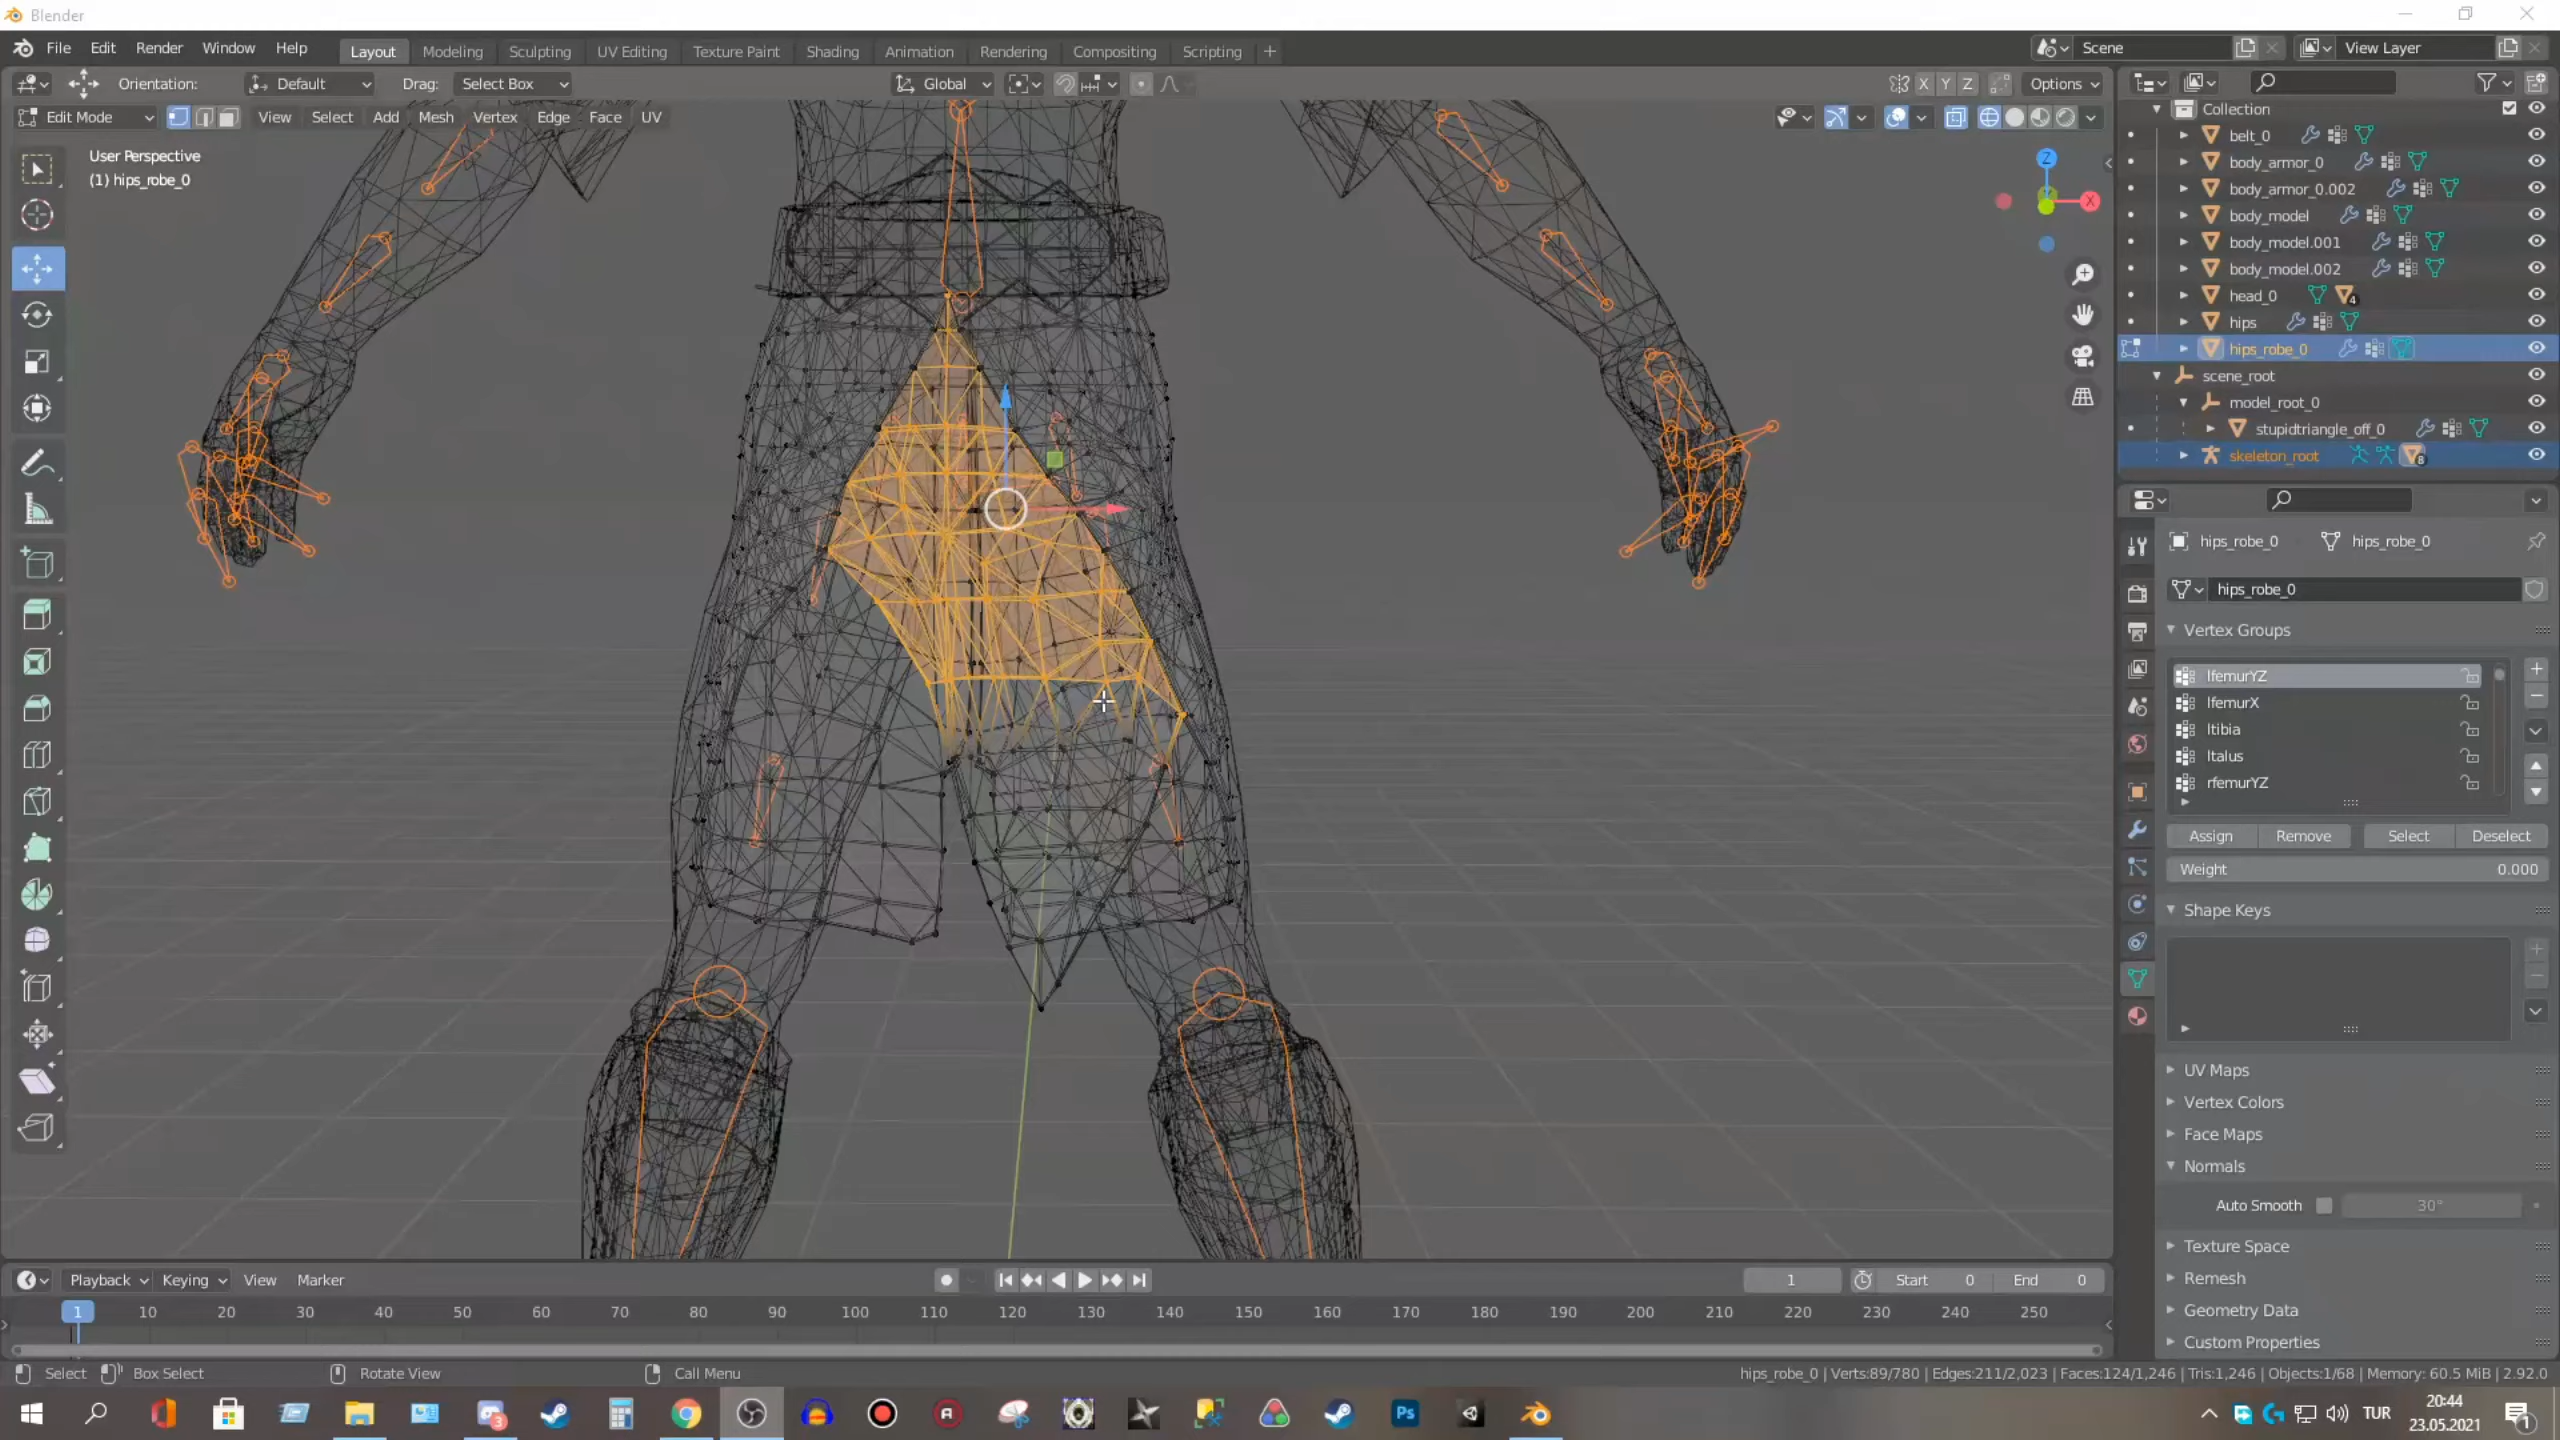 Blender
File Edit Render Window Help
Layout Modeling Sculpting UV Editing Texture Paint Shading Animation Rendering Compositing Scripting +
Scene
View Layer
Orientation: Default Drag: Select Box
Global
X Y Z Options
Edit Mode View Select Add Mesh Vertex Edge Face UV
User Perspective
(1) hips_robe_0
Z
X
Collection
belt_0
body_armor_0
body_armor_0.002
body_model
body_model.001
body_model.002
head_0 4
hips
hips_robe_0
scene_root
model_root_0
stupidtriangle_off_0
skeleton_root 8
hips_robe_0 hips_robe_0
hips_robe_0
Vertex Groups
lfemurYZ
lfemurX
ltibia
ltalus
rfemurYZ
Assign Remove Select Deselect
Weight 0.000
Shape Keys
UV Maps
Vertex Colors
Face Maps
Normals
Auto Smooth 30°
Texture Space
Remesh
Geometry Data
Custom Properties
Playback Keying View Marker
1 Start 0 End 0
1 10 20 30 40 50 60 70 80 90 100 110 120 130 140 150 160 170 180 190 200 210 220 230 240 250
Select Box Select Rotate View Call Menu
hips_robe_0 | Verts:89/780 | Edges:211/2,023 | Faces:124/1,246 | Tris:1,246 | Objects:1/68 | Memory: 60.5 MiB | 2.92.0
3
A
Ps
TUR
20:44
23.05.2021
1